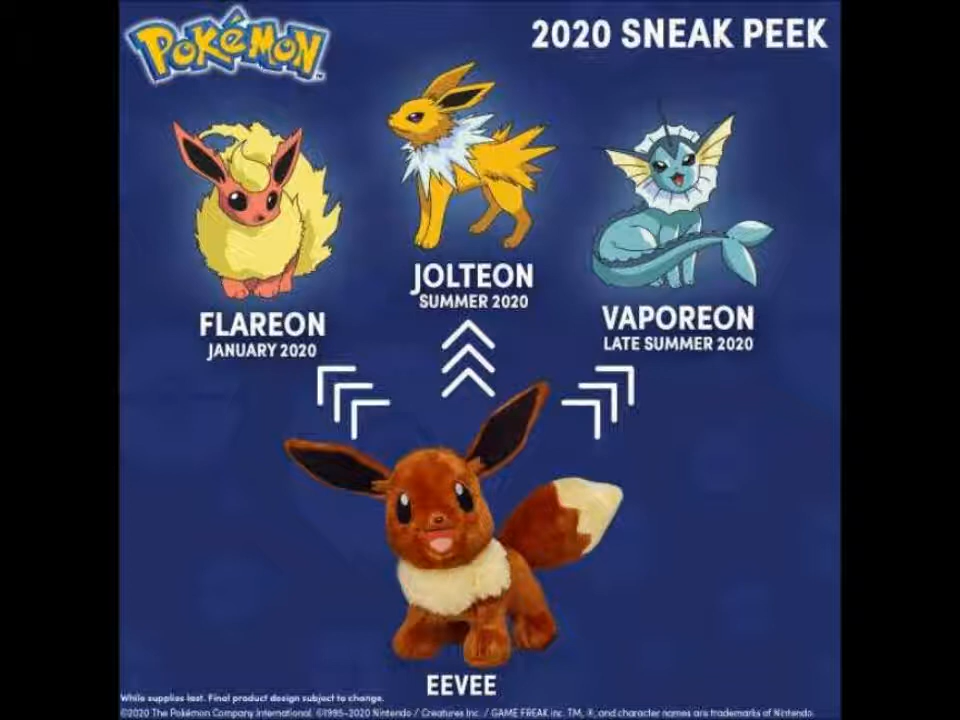 POKéMON
TM
2020 SNEAK PEEK
JOLTEON
SUMMER 2020
FLAREON
JANUARY 2020
VAPOREON
LATE SUMMER 2020
EEVEE
While supplies last. Final product design subject to change.
©2020 The Pokémon Company International. ©1995–2020 Nintendo / Creatures Inc. / GAME FREAK inc. TM, ®, and character names are trademarks of Nintendo.